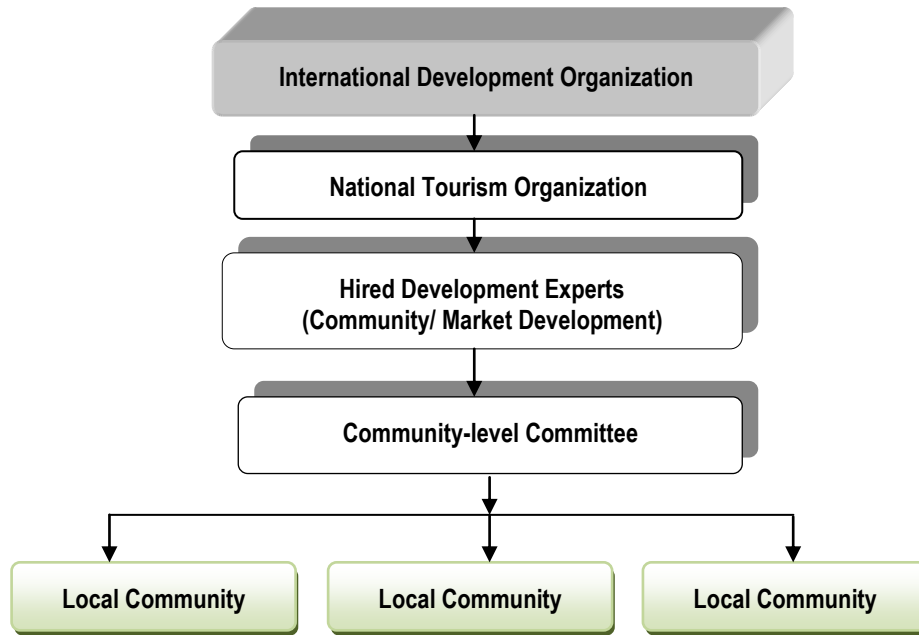 International Development Organization
National Tourism Organization
Hired Development Experts
(Community/ Market Development)
Community-level Committee
Local Community
Local Community
Local Community